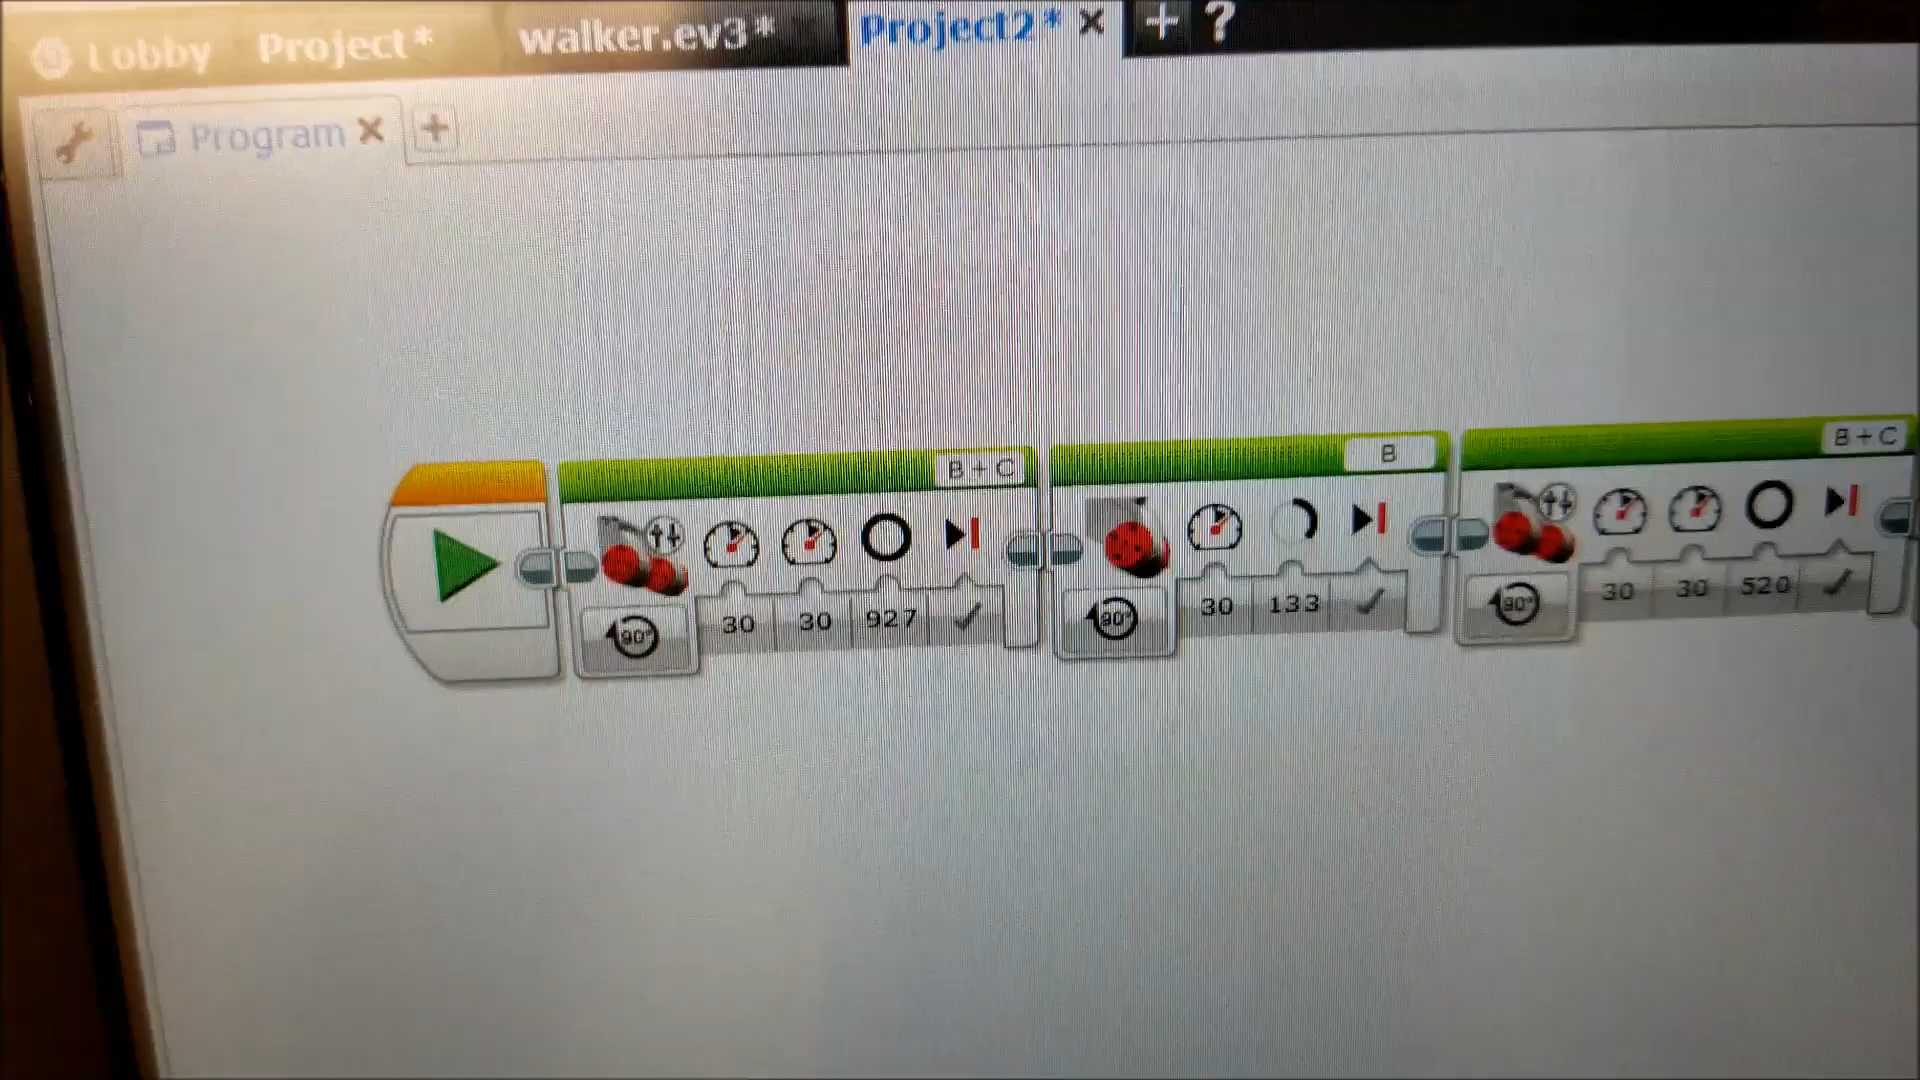 Lobby Project* walker.ev3* Project2* × + ?
Program × +
B + C
B
B + C
90° 30 30 927
90° 30 133
90° 30 30 520